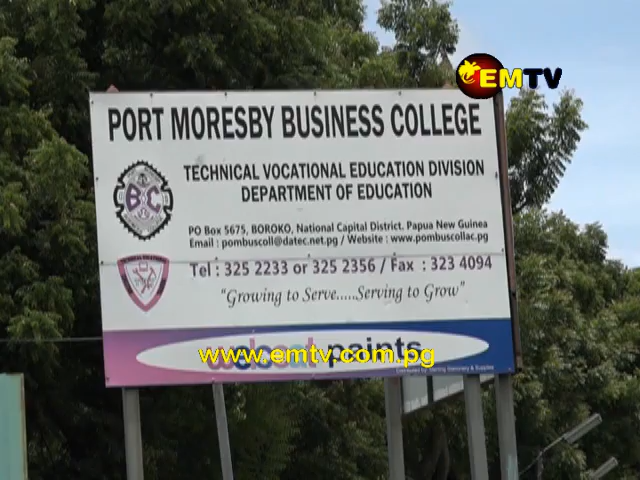 EMTV
PORT MORESBY BUSINESS COLLEGE
TECHNICAL VOCATIONAL EDUCATION DIVISION
DEPARTMENT OF EDUCATION
PO Box 5675, BOROKO, National Capital District. Papua New Guinea
Email : pombuscoll@datec.net.pg / Website : www.pombuscollac.pg
Tel : 325 2233 or 325 2356 / Fax : 323 4094
"Growing to Serve.....Serving to Grow"
paints
www.emtv.com.pg